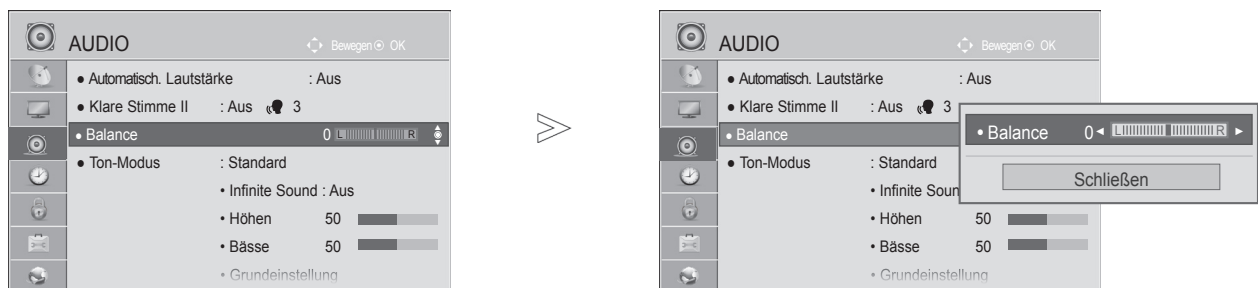 AUDIO Bewegen OK
• Automatisch. Lautstärke : Aus
• Klare Stimme II : Aus 3
• Balance 0 L R
• Ton-Modus : Standard
• Infinite Sound : Aus
• Höhen 50
• Bässe 50
• Grundeinstellung
AUDIO Bewegen OK
• Automatisch. Lautstärke : Aus
• Klare Stimme II : Aus 3
• Balance
• Ton-Modus : Standard
• Infinite Soun
• Höhen 50
• Bässe 50
• Grundeinstellung
• Balance 0 L R
Schließen